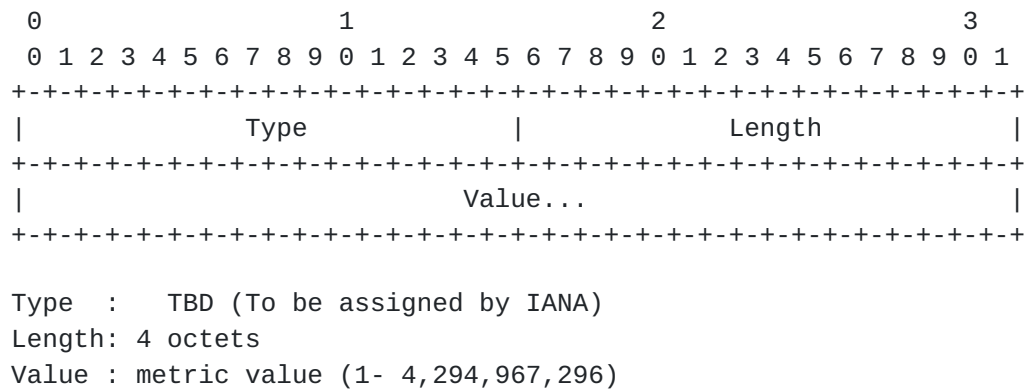 0                   1                   2                   3
 0 1 2 3 4 5 6 7 8 9 0 1 2 3 4 5 6 7 8 9 0 1 2 3 4 5 6 7 8 9 0 1
+-+-+-+-+-+-+-+-+-+-+-+-+-+-+-+-+-+-+-+-+-+-+-+-+-+-+-+-+-+-+-+-+
|              Type             |             Length            |
+-+-+-+-+-+-+-+-+-+-+-+-+-+-+-+-+-+-+-+-+-+-+-+-+-+-+-+-+-+-+-+-+
|                            Value...                           |
+-+-+-+-+-+-+-+-+-+-+-+-+-+-+-+-+-+-+-+-+-+-+-+-+-+-+-+-+-+-+-+-+

Type  :   TBD (To be assigned by IANA)
Length: 4 octets
Value : metric value (1- 4,294,967,296)